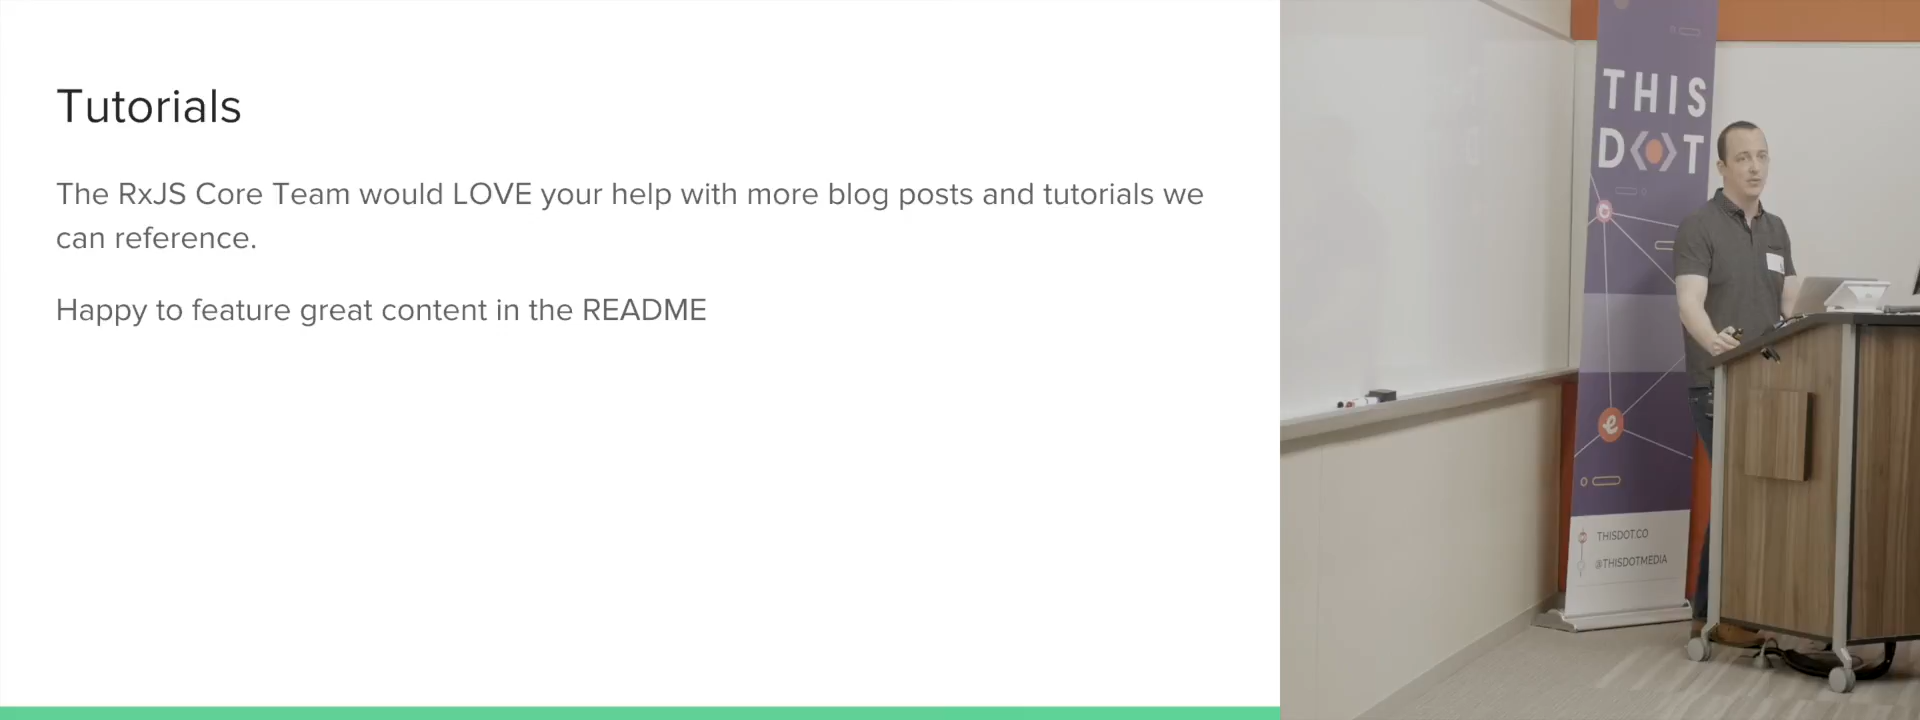 Tutorials
The RxJS Core Team would LOVE your help with more blog posts and tutorials we
can reference.
Happy to feature great content in the README
THIS
DOT
e
THISDOT.CO
@THISDOTMEDIA